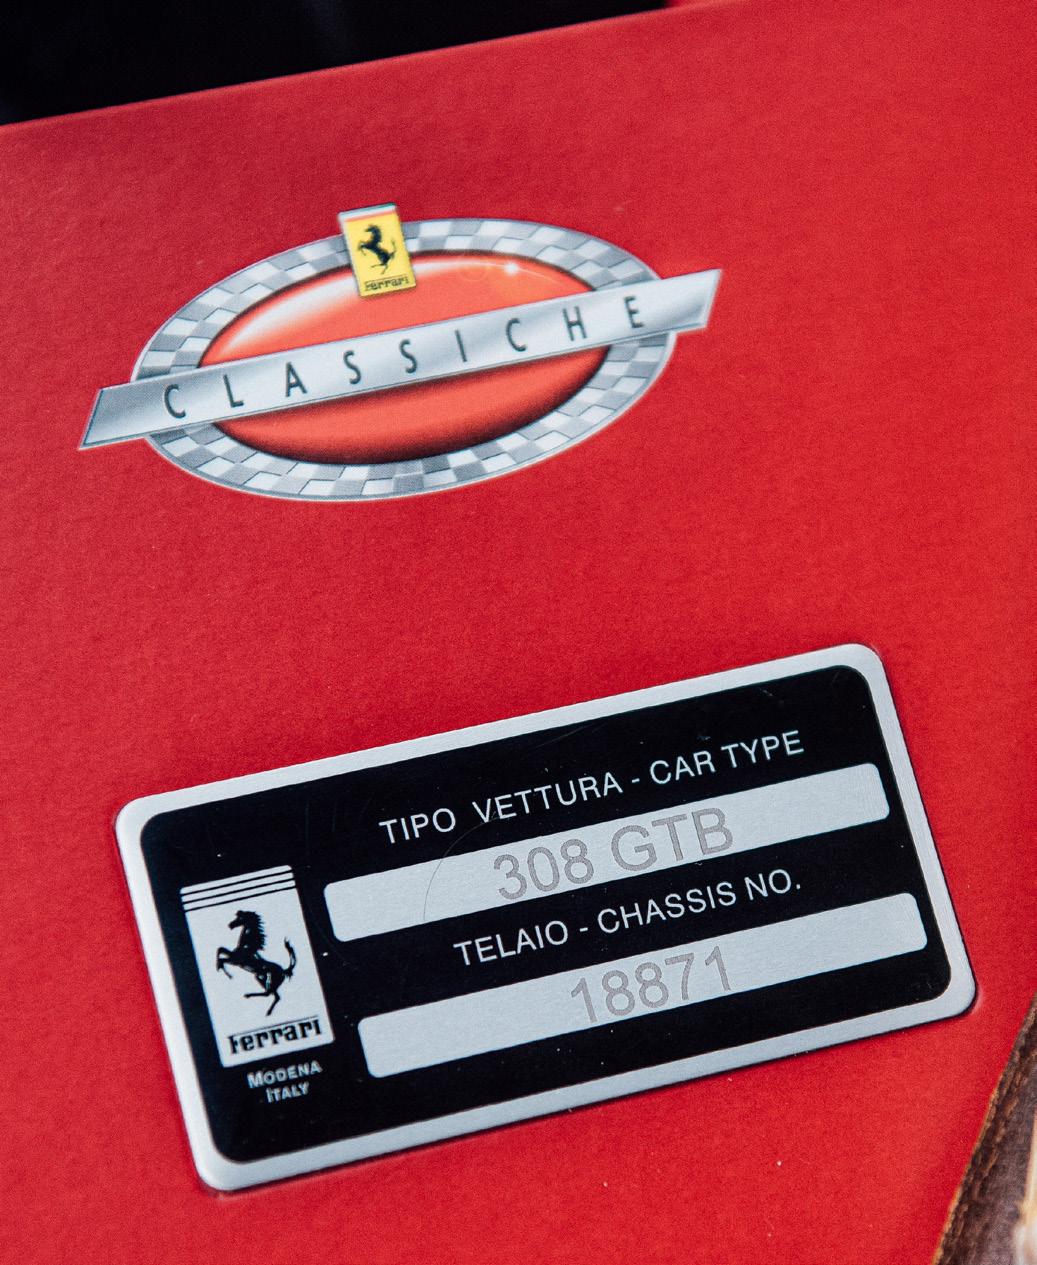 Ferrari
CLASSICHE
TIPO VETTURA - CAR TYPE
308 GTB
TELAIO - CHASSIS NO.
18871
Ferrari
MODENA
ITALY